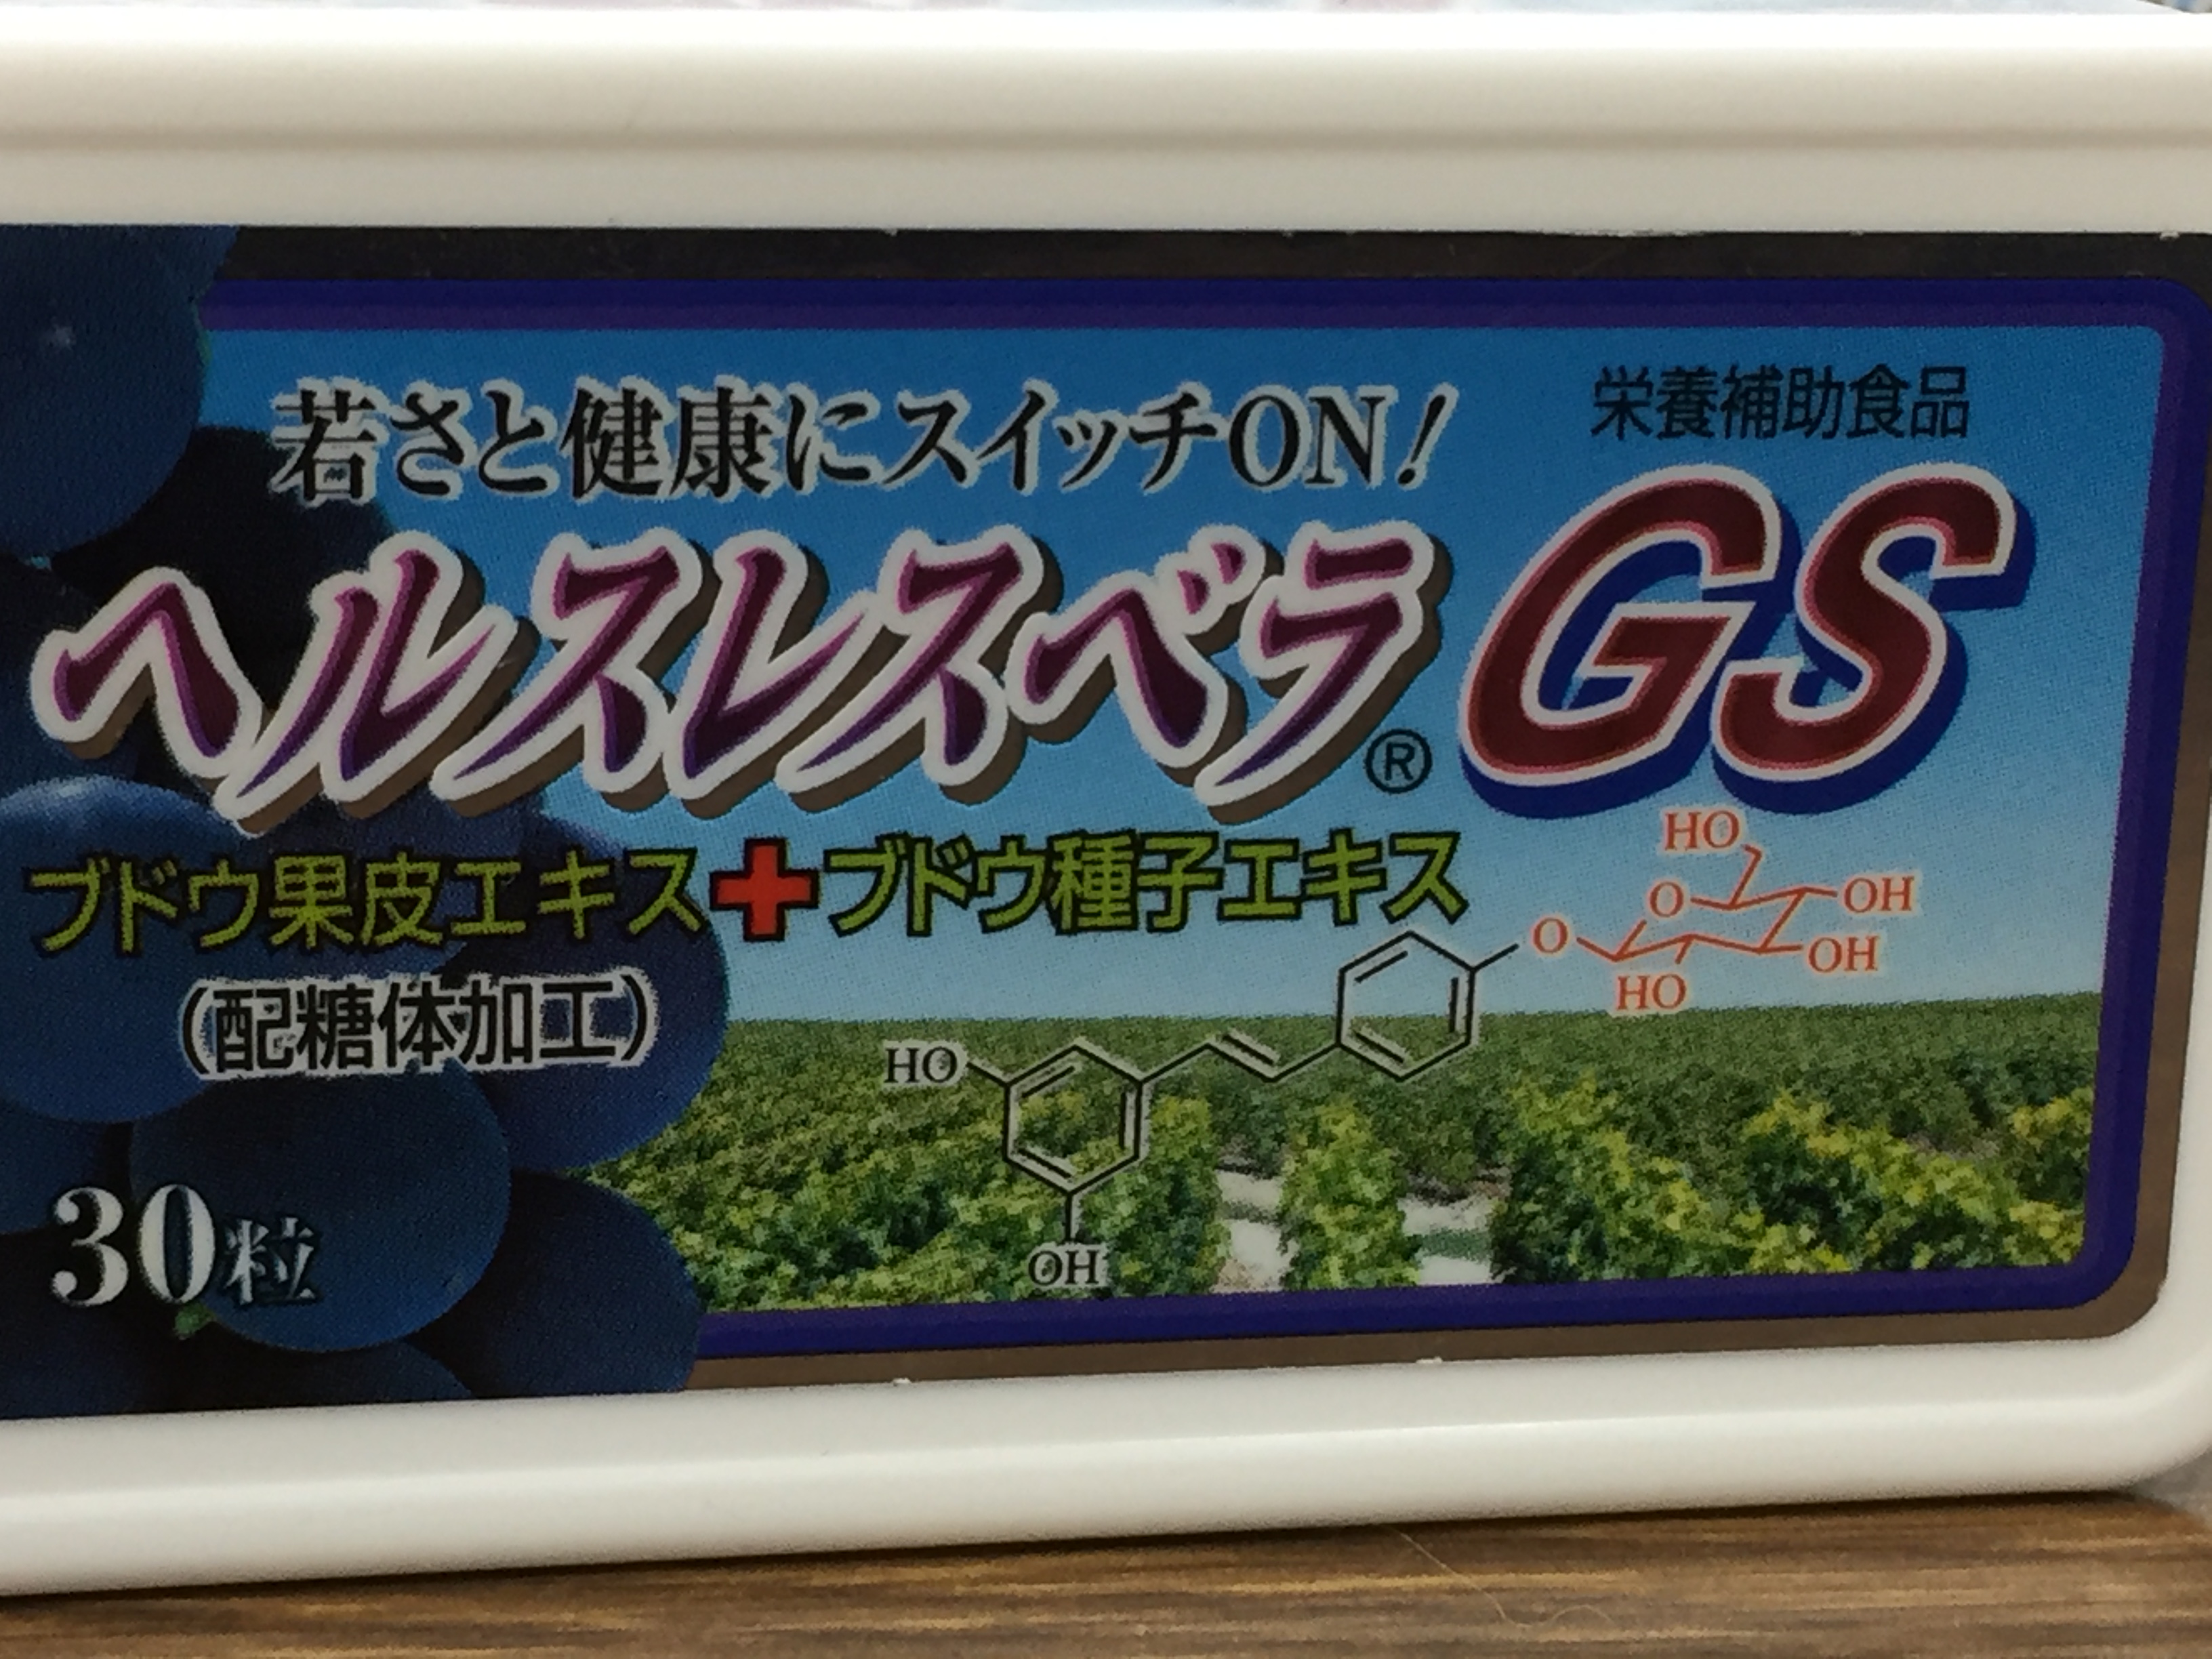 若さと健康にスイッチON!
栄養補助食品
ヘルスレスベラ® GS
ブドウ果皮エキス+ブドウ種子エキス
(配糖体加工)
HO
O
OH
O
OH
HO
HO
OH
30粒